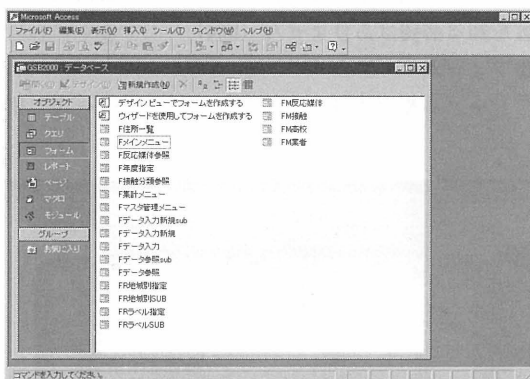 Microsoft Access
ファイル(F) 編集(E) 表示(V) 挿入(I) ツール(T) ウィンドウ(W) ヘルプ(H)
GSB2000 : データベース
開く(O) デザイン(D) 新規作成(N)
オブジェクト
テーブル
クエリ
フォーム
レポート
ページ
マクロ
モジュール
グループ
お気に入り
デザイン ビューでフォームを作成する
ウィザードを使用してフォームを作成する
F住所一覧
Fメインメニュー
F反応媒体参照
F年度指定
F接触分類参照
F集計メニュー
Fマスタ管理メニュー
Fデータ入力新規sub
Fデータ入力新規
Fデータ入力
Fデータ参照sub
Fデータ参照
FR地域別指定
FR地域別SUB
FRラベル指定
FRラベルSUB
FM反応媒体
FM接触
FM高校
FM業者
コマンドを入力してください。